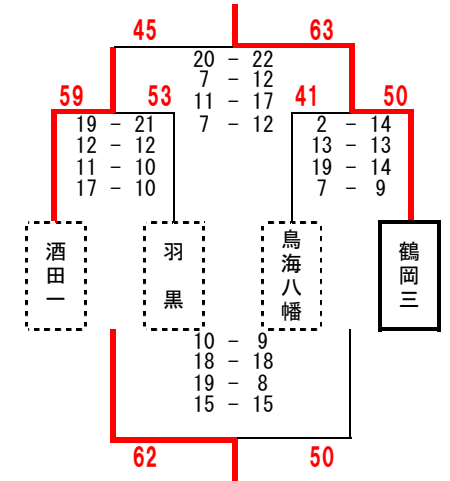 45 63
20 - 22
7 - 12
11 - 17
7 - 12
59 53 41 50
19 - 21 2 - 14
12 - 12 13 - 13
11 - 10 19 - 14
17 - 10 7 - 9
酒田一
羽黒
鳥海八幡
鶴岡三
10 - 9
18 - 18
19 - 8
15 - 15
62 50